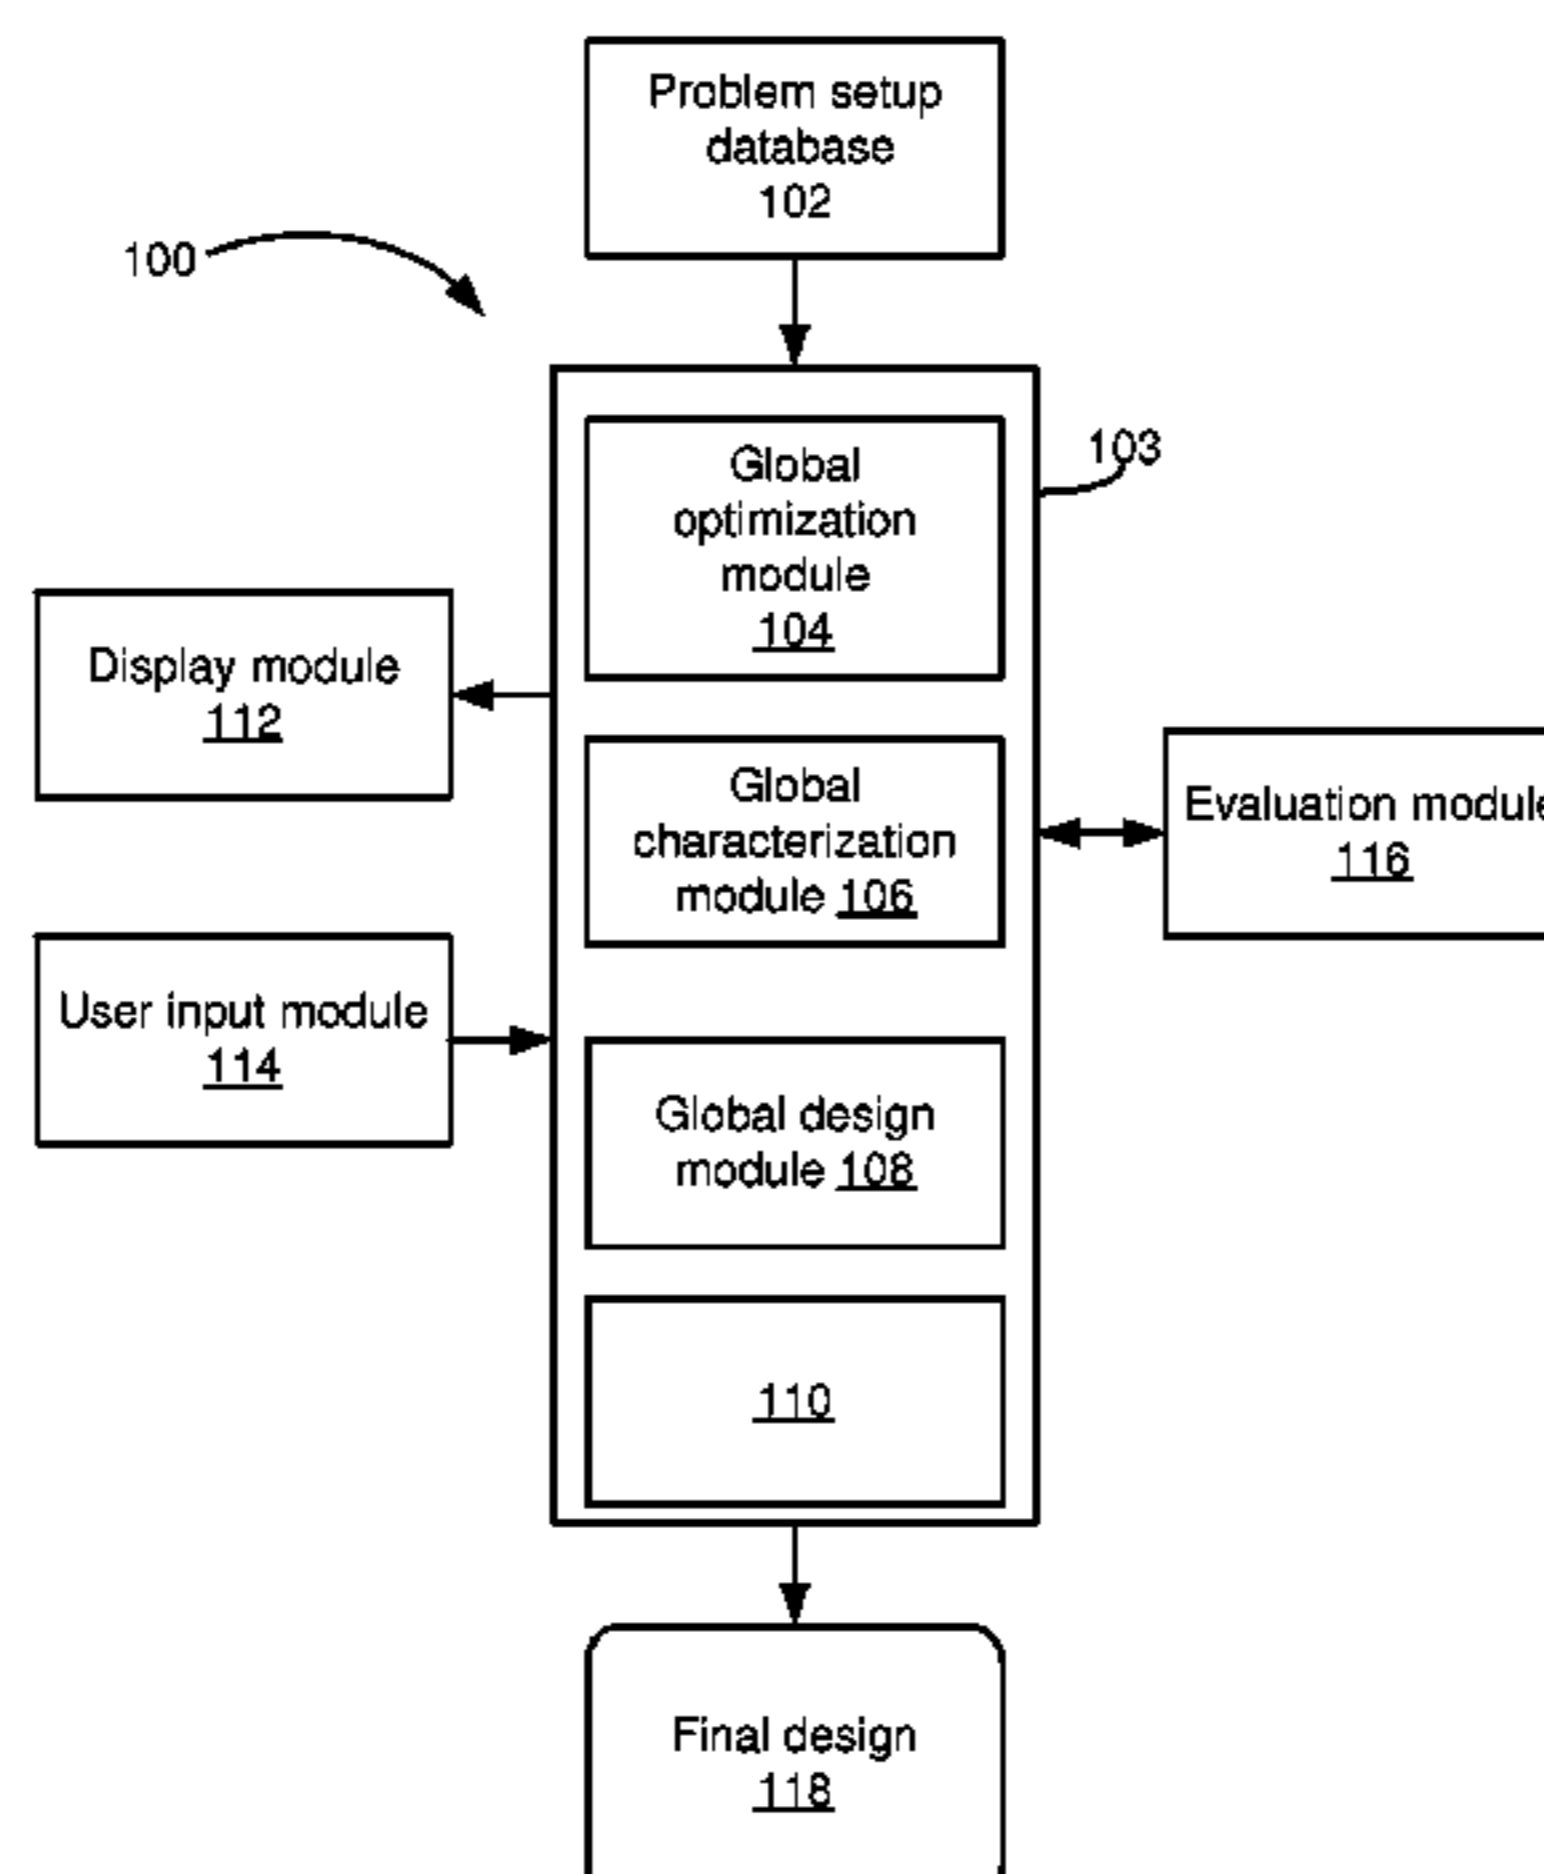 Problem setup
database
102
100
103
Global
optimization
module
104
Display module
112
Global
characterization
module 106
Evaluation module
116
User input module
114
Global design
module 108
110
Final design
118